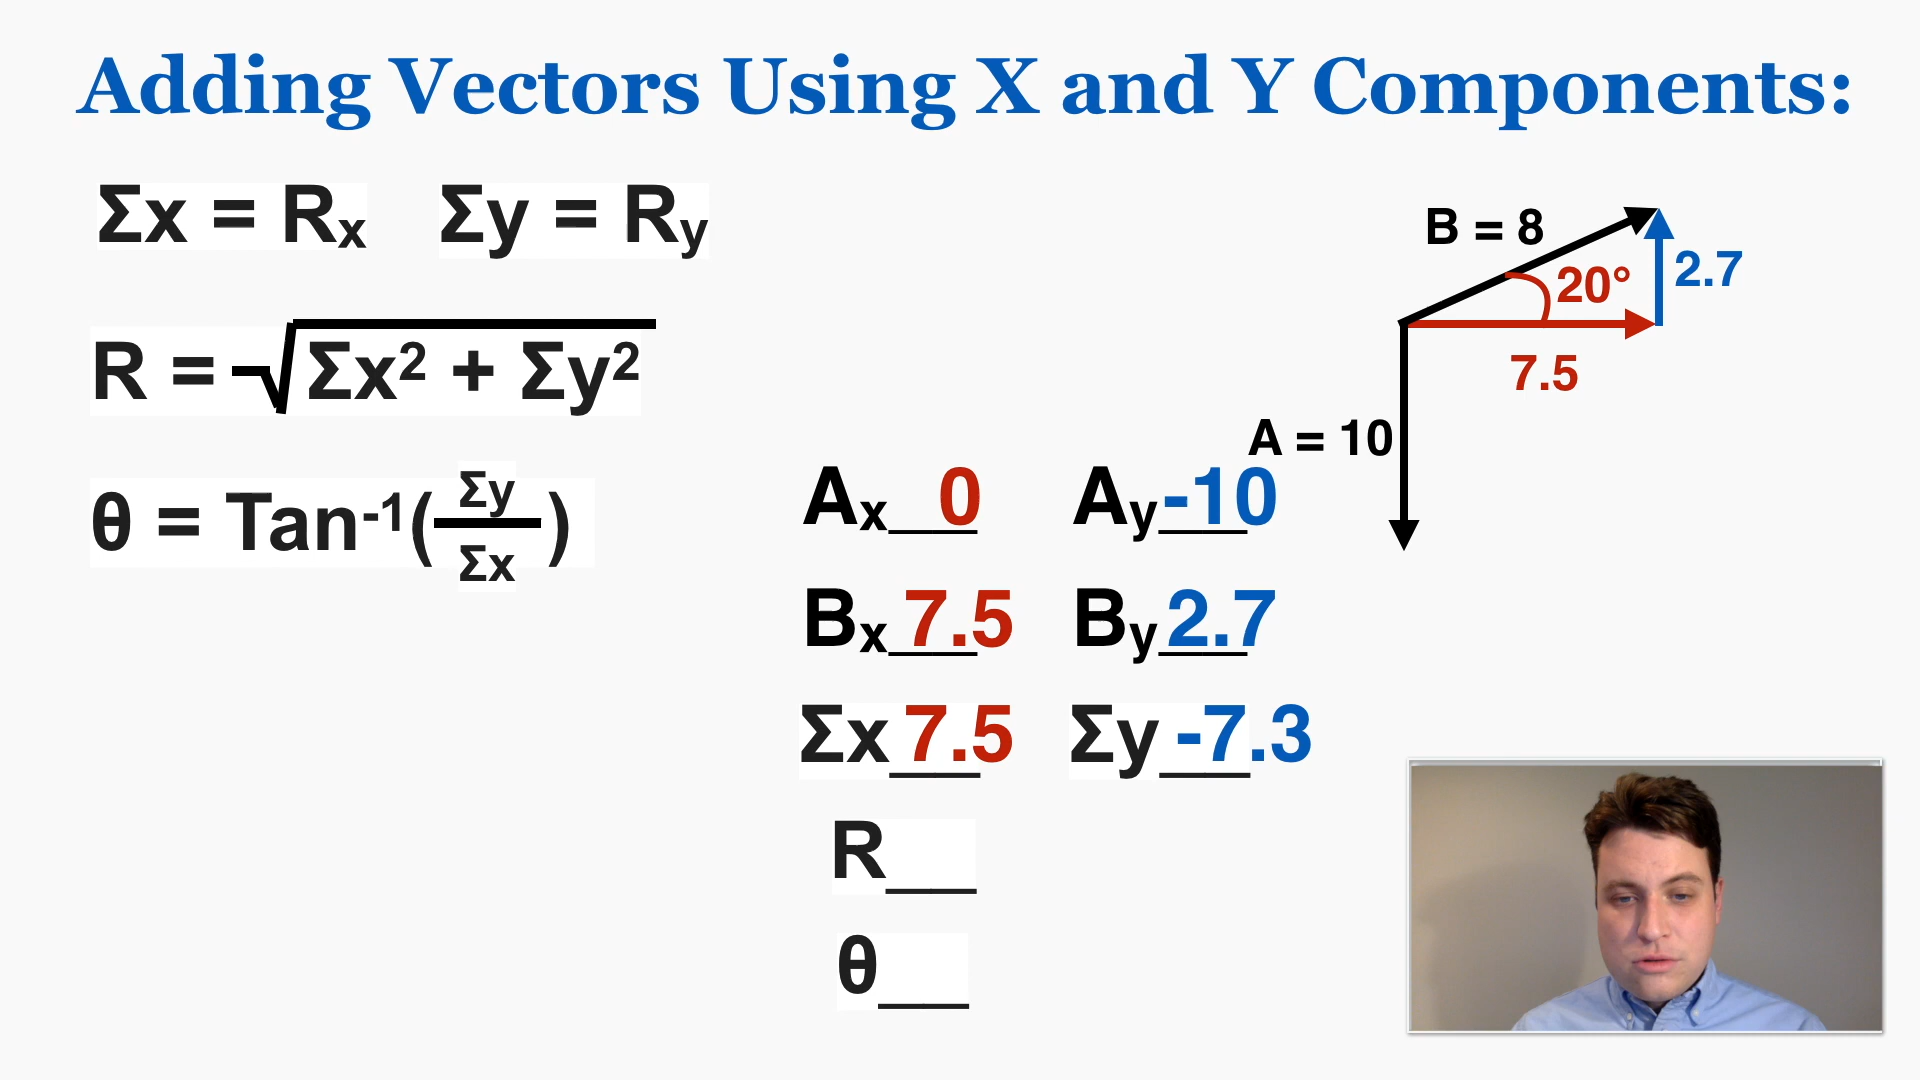 Adding Vectors Using X and Y Components:
Σx = Rx Σy = Ry
R = √Σx² + Σy²
θ = Tan⁻¹(Σy/Σx)
B = 8
20°
2.7
7.5
A = 10
Ax 0 Ay -10
Bx 7.5 By 2.7
Σx 7.5 Σy -7.3
R___
θ___